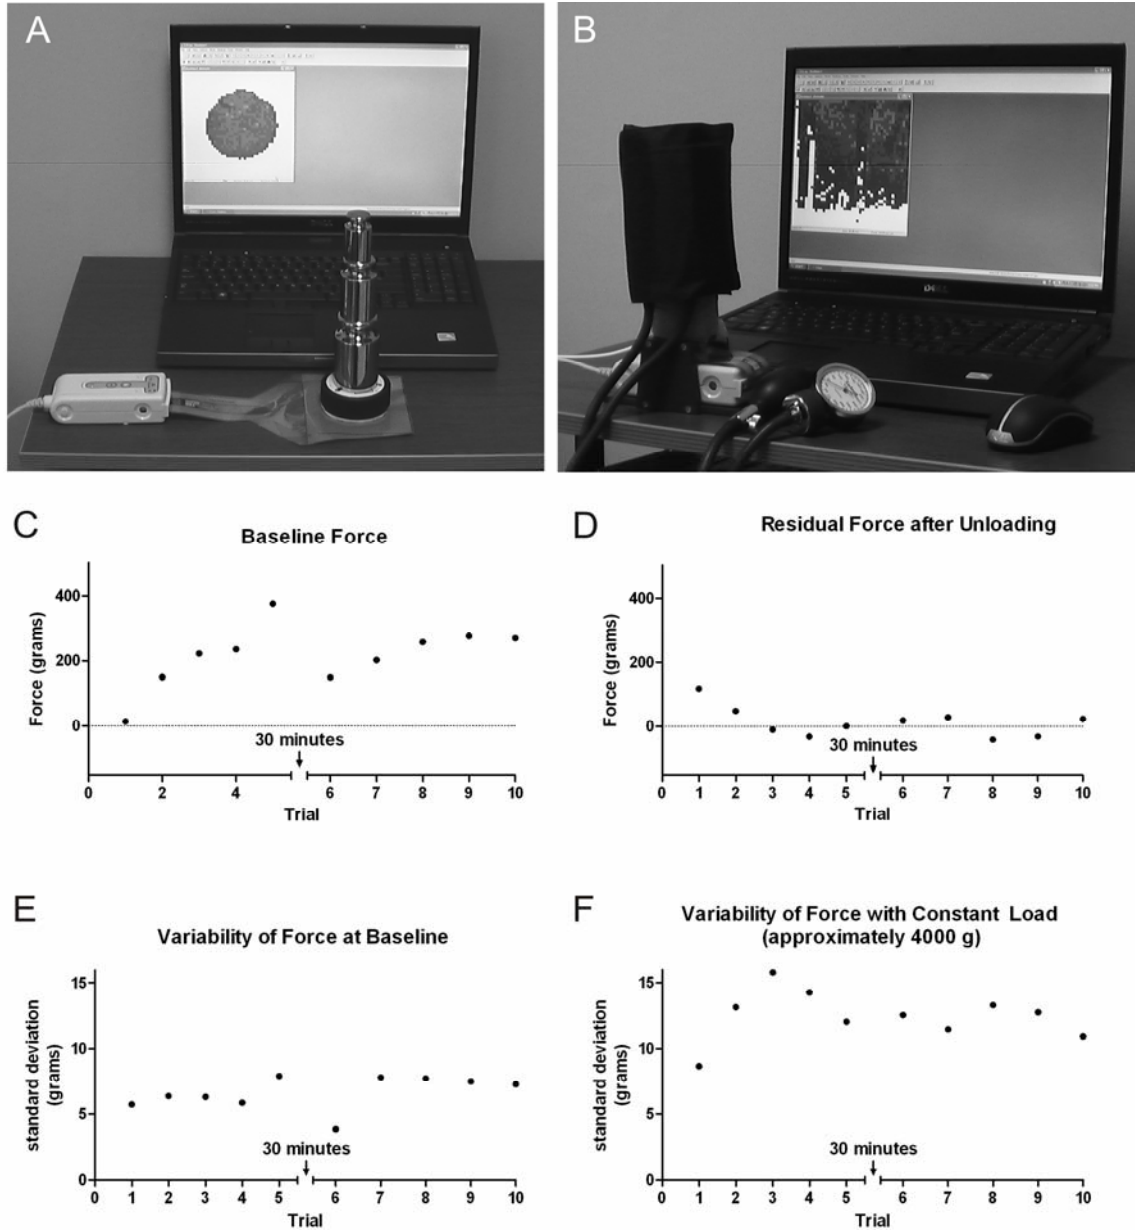 A
B
DELL
C
Baseline Force
Force (grams)
400
200
0
30 minutes
0 2 4 6 7 8 9 10
Trial
D
Residual Force after Unloading
Force (grams)
400
200
0
30 minutes
0 1 2 3 4 5 6 7 8 9 10
Trial
E
Variability of Force at Baseline
standard deviation
(grams)
15
10
5
0
30 minutes
0 1 2 3 4 5 6 7 8 9 10
Trial
F
Variability of Force with Constant Load
(approximately 4000 g)
standard deviation
(grams)
15
10
5
0
30 minutes
0 1 2 3 4 5 6 7 8 9 10
Trial